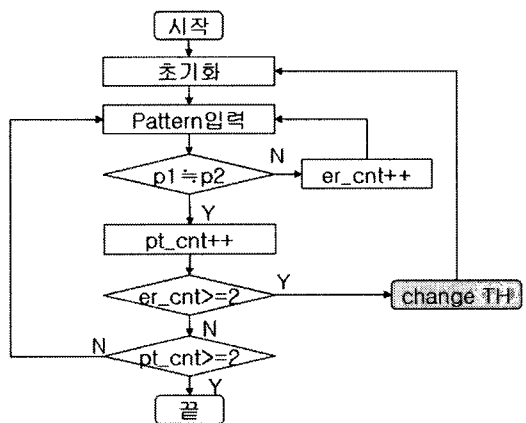 시작
초기화
Pattern입력
p1≒p2
N
er_cnt++
Y
pt_cnt++
er_cnt>=2
Y
change TH
N
N
pt_cnt>=2
Y
끝